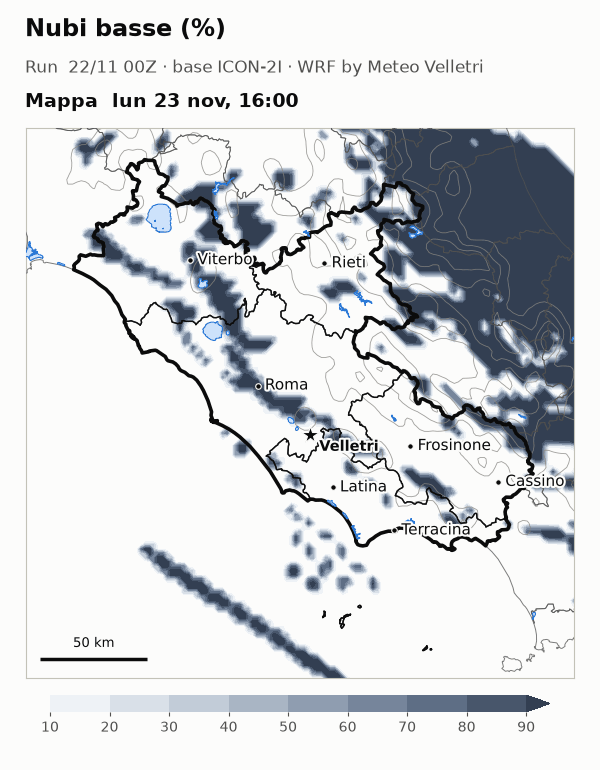 Nubi basse (%)
Run  22/11 00Z · base ICON-2I · WRF by Meteo Velletri
Mappa  lun 23 nov, 16:00
Viterbo
Rieti
Roma
Velletri
Frosinone
Cassino
Latina
Terracina
50 km
10 20 30 40 50 60 70 80 90